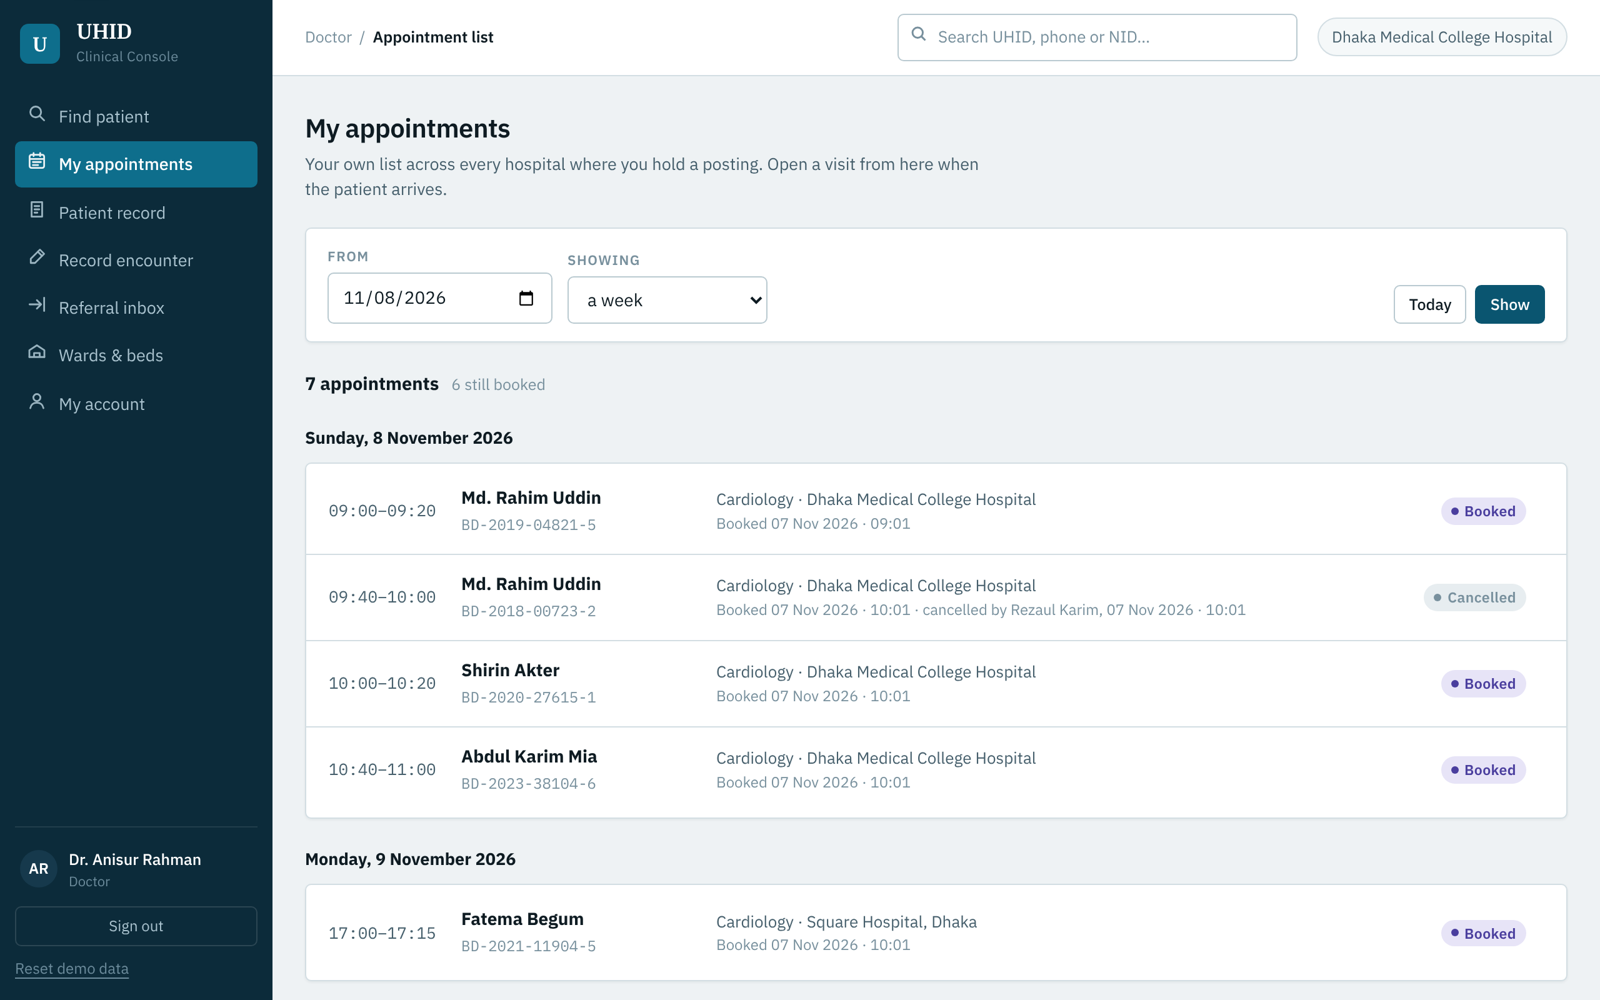 U
UHID
Clinical Console
Find patient
My appointments
Patient record
Record encounter
Referral inbox
Wards & beds
My account
AR
Dr. Anisur Rahman
Doctor
Sign out
Reset demo data
Doctor / Appointment list
Search UHID, phone or NID...
Dhaka Medical College Hospital
My appointments
Your own list across every hospital where you hold a posting. Open a visit from here when
the patient arrives.
FROM
11/08/2026
SHOWING
a week
Today
Show
7 appointments 6 still booked
Sunday, 8 November 2026
09:00–09:20
Md. Rahim Uddin
BD-2019-04821-5
Cardiology · Dhaka Medical College Hospital
Booked 07 Nov 2026 · 09:01
Booked
09:40–10:00
Md. Rahim Uddin
BD-2018-00723-2
Cardiology · Dhaka Medical College Hospital
Booked 07 Nov 2026 · 10:01 · cancelled by Rezaul Karim, 07 Nov 2026 · 10:01
Cancelled
10:00–10:20
Shirin Akter
BD-2020-27615-1
Cardiology · Dhaka Medical College Hospital
Booked 07 Nov 2026 · 10:01
Booked
10:40–11:00
Abdul Karim Mia
BD-2023-38104-6
Cardiology · Dhaka Medical College Hospital
Booked 07 Nov 2026 · 10:01
Booked
Monday, 9 November 2026
17:00–17:15
Fatema Begum
BD-2021-11904-5
Cardiology · Square Hospital, Dhaka
Booked 07 Nov 2026 · 10:01
Booked